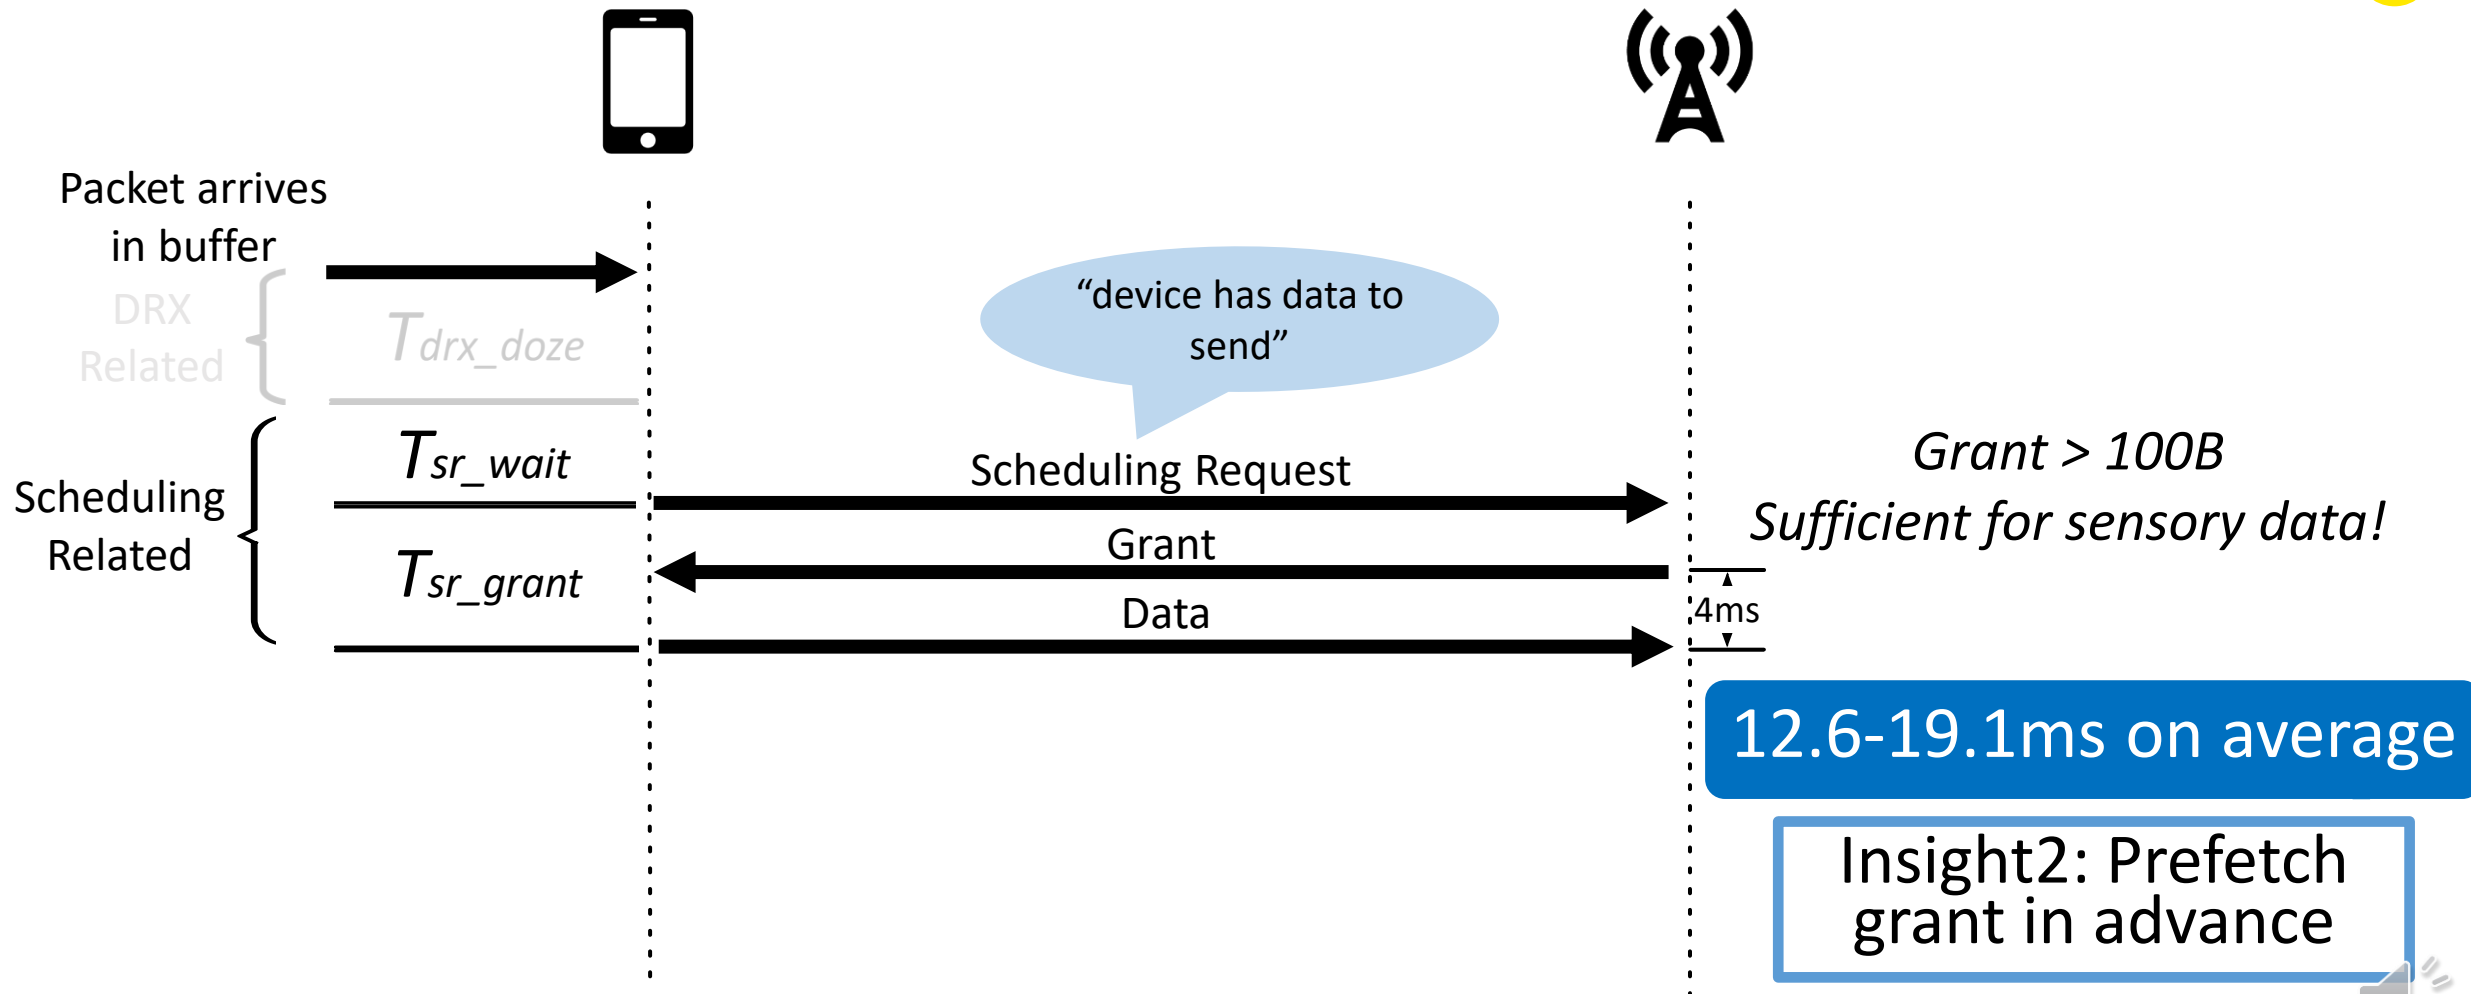 Packet arrives
in buffer
DRX
Related
Tdrx_doze
“device has data to
send”
Scheduling
Related
Tsr_wait
Tsr_grant
Scheduling Request
Grant
Data
Grant > 100B
Sufficient for sensory data!
4ms
12.6-19.1ms on average
Insight2: Prefetch
grant in advance